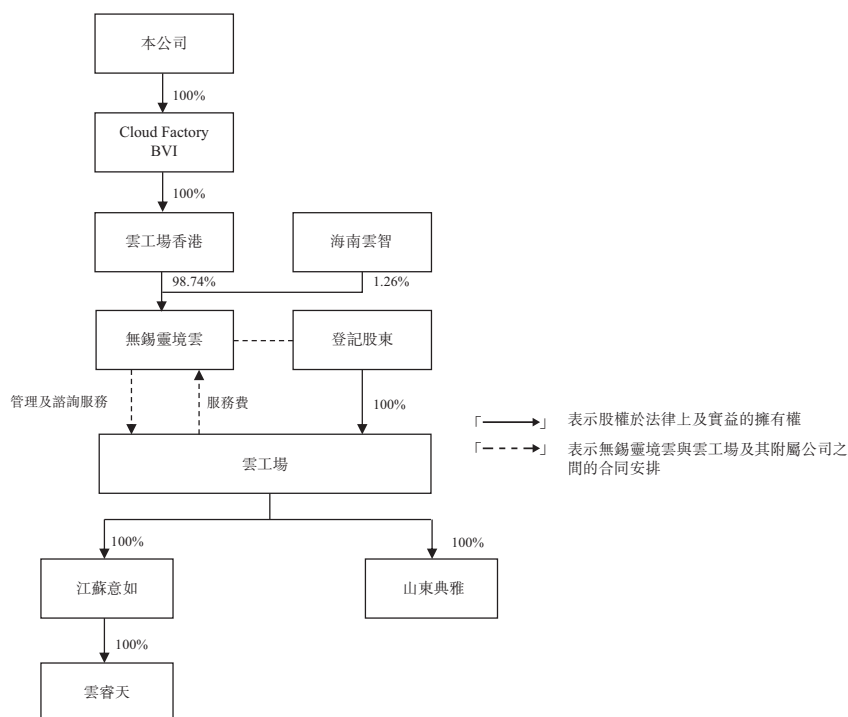 本公司
100%
Cloud Factory
BVI
100%
雲工場香港
海南雲智
98.74%
1.26%
無錫靈境雲
登記股東
管理及諮詢服務
服務費
100%
「⟶」 表示股權於法律上及實益的擁有權
「⇢」 表示無錫靈境雲與雲工場及其附屬公司之
間的合同安排
雲工場
100%
100%
江蘇意如
山東典雅
100%
雲睿天